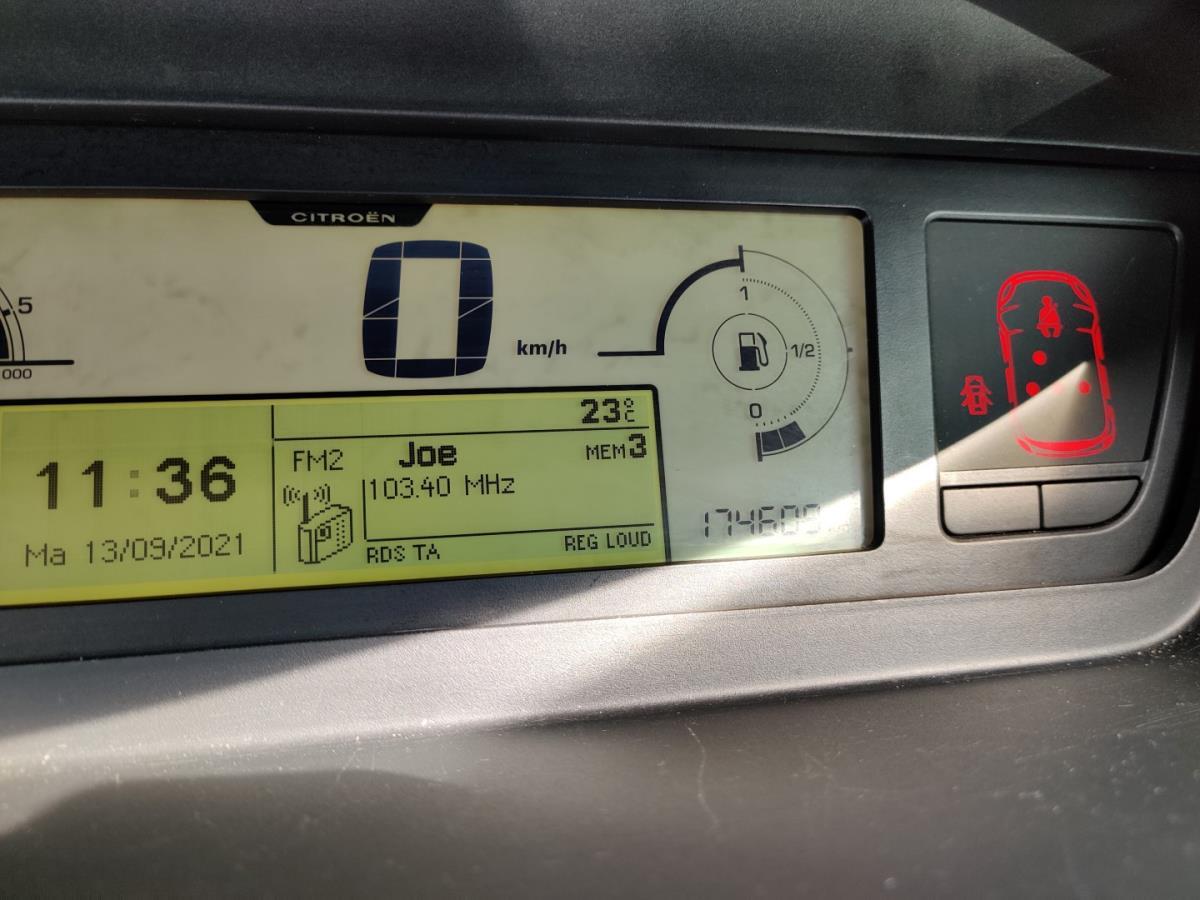 CITROËN
5
000
0 km/h
1
1/2
0
23°C
11:36
FM2 Joe MEM3
103.40 MHz
Ma 13/09/2021
RDS TA REG LOUD
174609